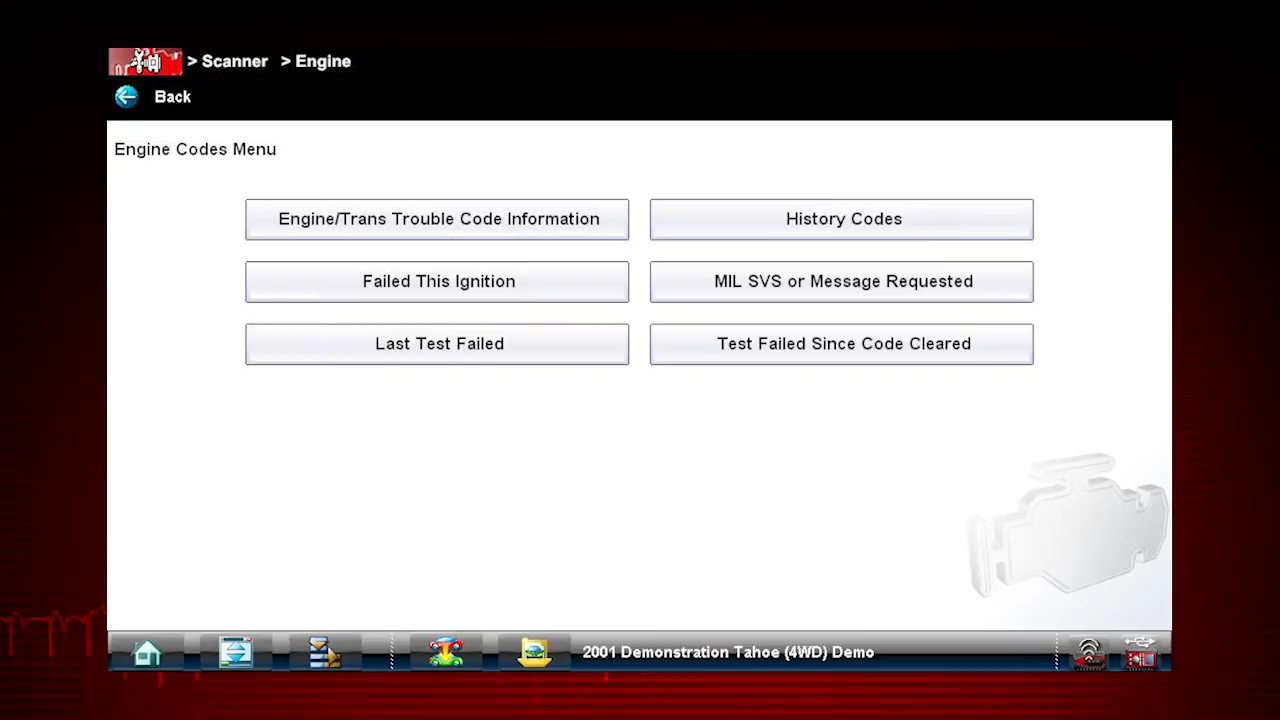 > Scanner > Engine
Back
Engine Codes Menu
Engine/Trans Trouble Code Information
History Codes
Failed This Ignition
MIL SVS or Message Requested
Last Test Failed
Test Failed Since Code Cleared
2001 Demonstration Tahoe (4WD) Demo